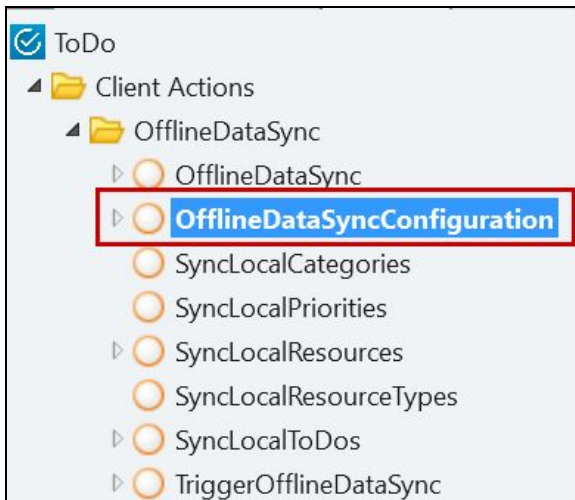 ToDo
Client Actions
OfflineDataSync
OfflineDataSync
OfflineDataSyncConfiguration
SyncLocalCategories
SyncLocalPriorities
SyncLocalResources
SyncLocalResourceTypes
SyncLocalToDos
TriggerOfflineDataSync